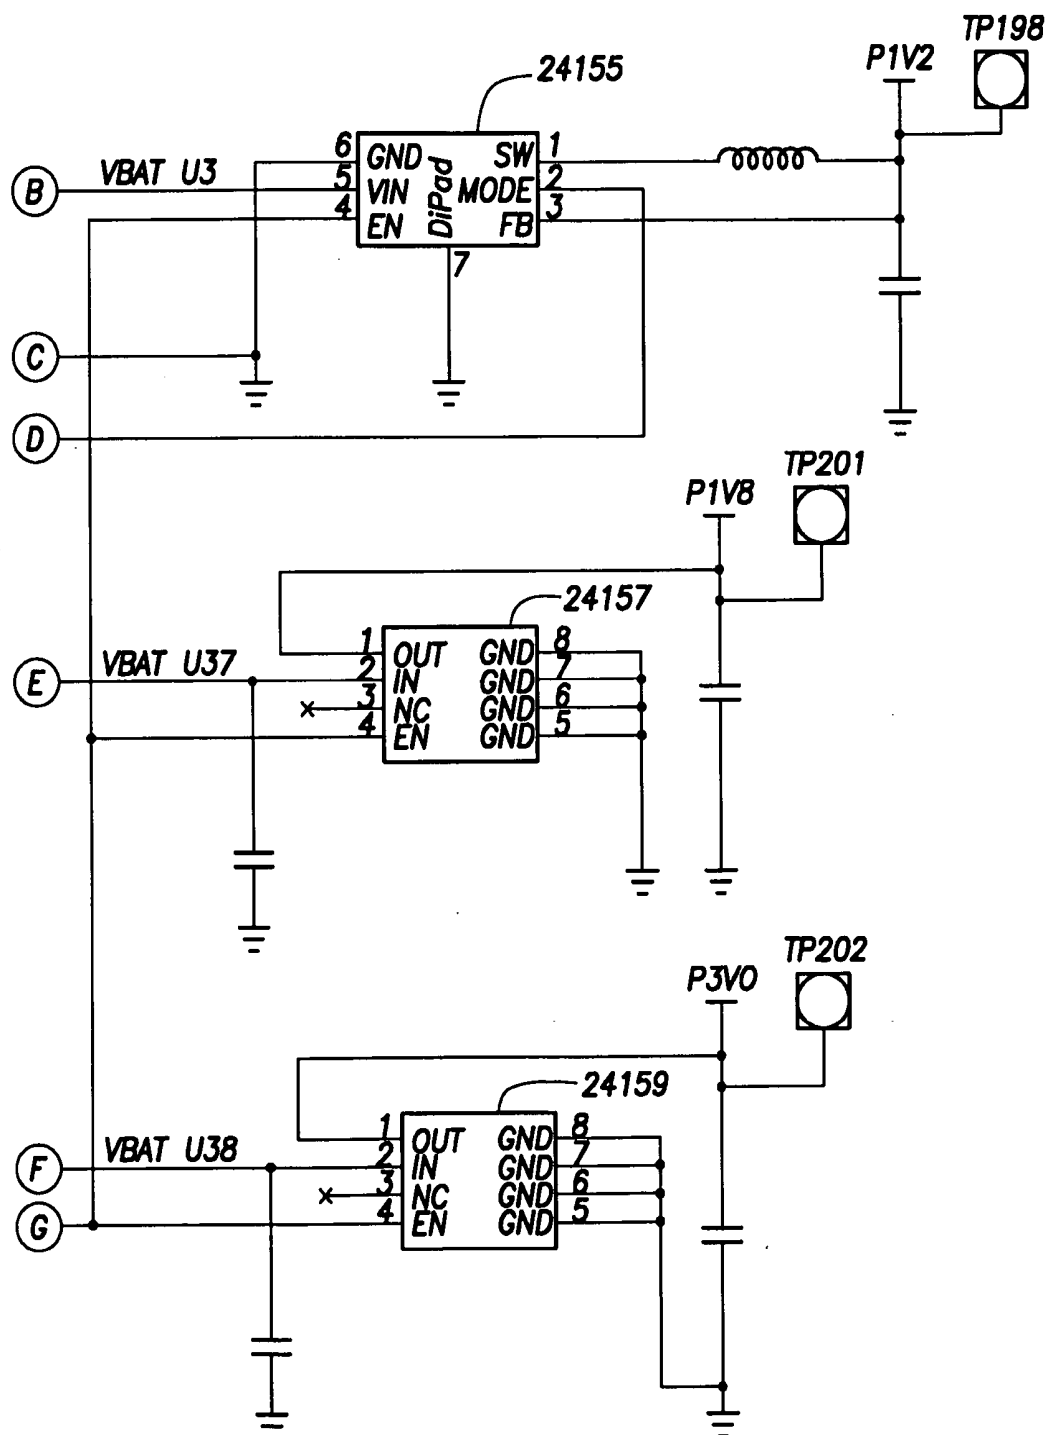 TP198
P1V2
24155
6 GND SW 1
B VBAT U3 5 VIN MODE 2
4 EN FB 3
DiPad
7
C
D
TP201
P1V8
24157
1 OUT GND 8
E VBAT U37 2 IN GND 7
3 NC GND 6
4 EN GND 5
TP202
P3V0
24159
1 OUT GND 8
F VBAT U38 2 IN GND 7
3 NC GND 6
G 4 EN GND 5